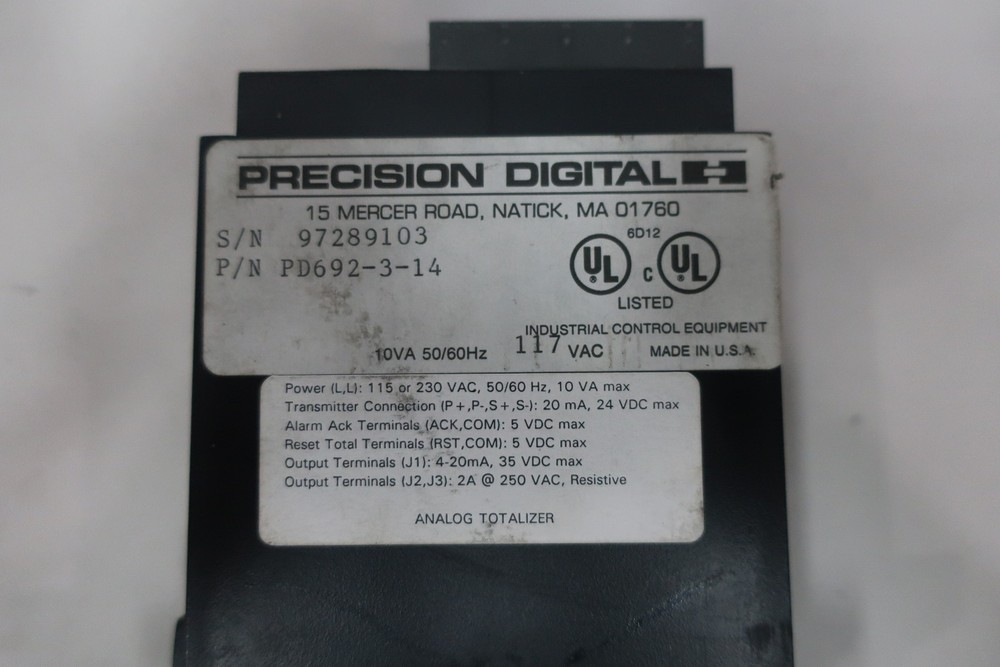 PRECISION DIGITAL
15 MERCER ROAD, NATICK, MA 01760
S/N 97289103
P/N PD692-3-14
6D12
UL c UL
®
®
LISTED
INDUSTRIAL CONTROL EQUIPMENT
10VA 50/60Hz 117 VAC MADE IN U.S.A.
Power (L,L): 115 or 230 VAC, 50/60 Hz, 10 VA max
Transmitter Connection (P+,P-,S+,S-): 20 mA, 24 VDC max
Alarm Ack Terminals (ACK,COM): 5 VDC max
Reset Total Terminals (RST,COM): 5 VDC max
Output Terminals (J1): 4-20mA, 35 VDC max
Output Terminals (J2,J3): 2A @ 250 VAC, Resistive
ANALOG TOTALIZER